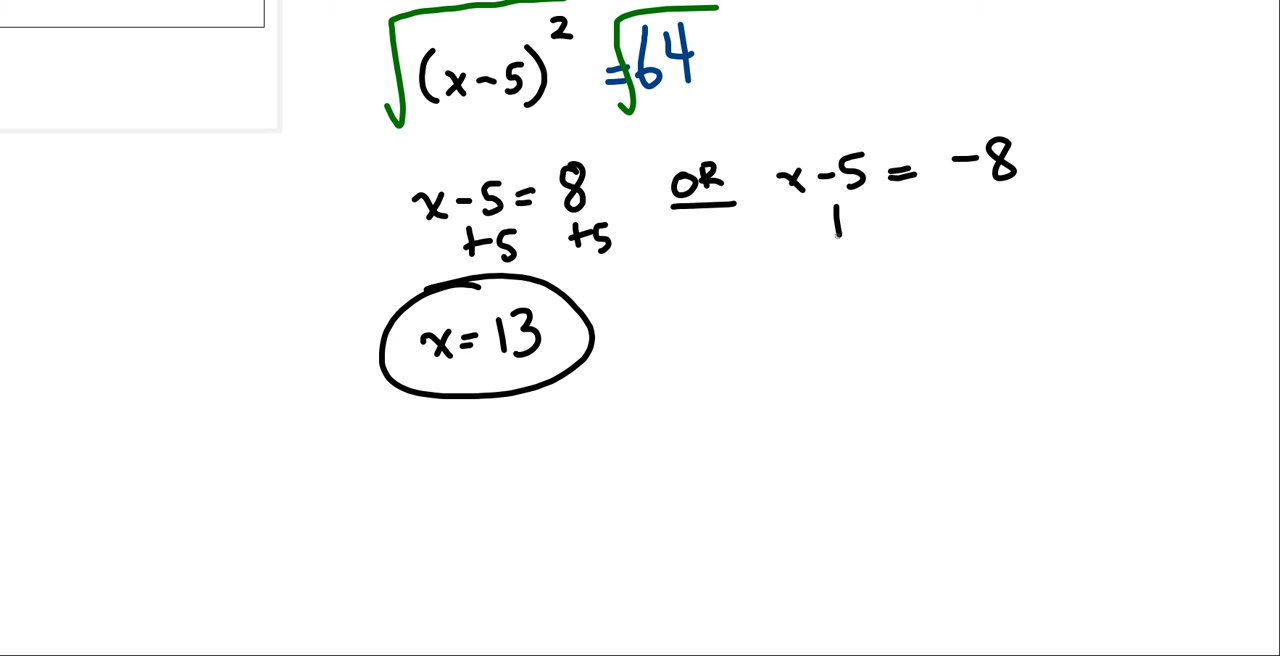 √(x-5)² = √64
x-5 = 8 OR x-5 = -8
+5 +5
x = 13